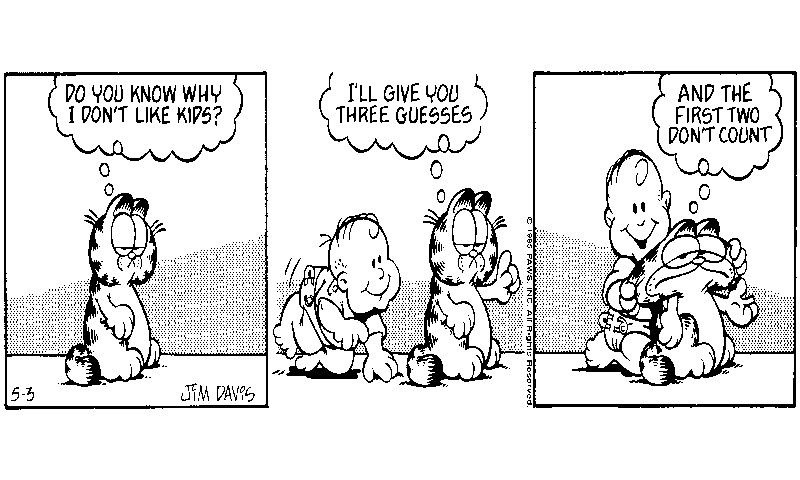 DO YOU KNOW WHY
I DON'T LIKE KIDS?
5-3
JIM DAVIS
I'LL GIVE YOU
THREE GUESSES
© 1986 PAWS, INC. All Rights Reserved.
AND THE
FIRST TWO
DON'T COUNT